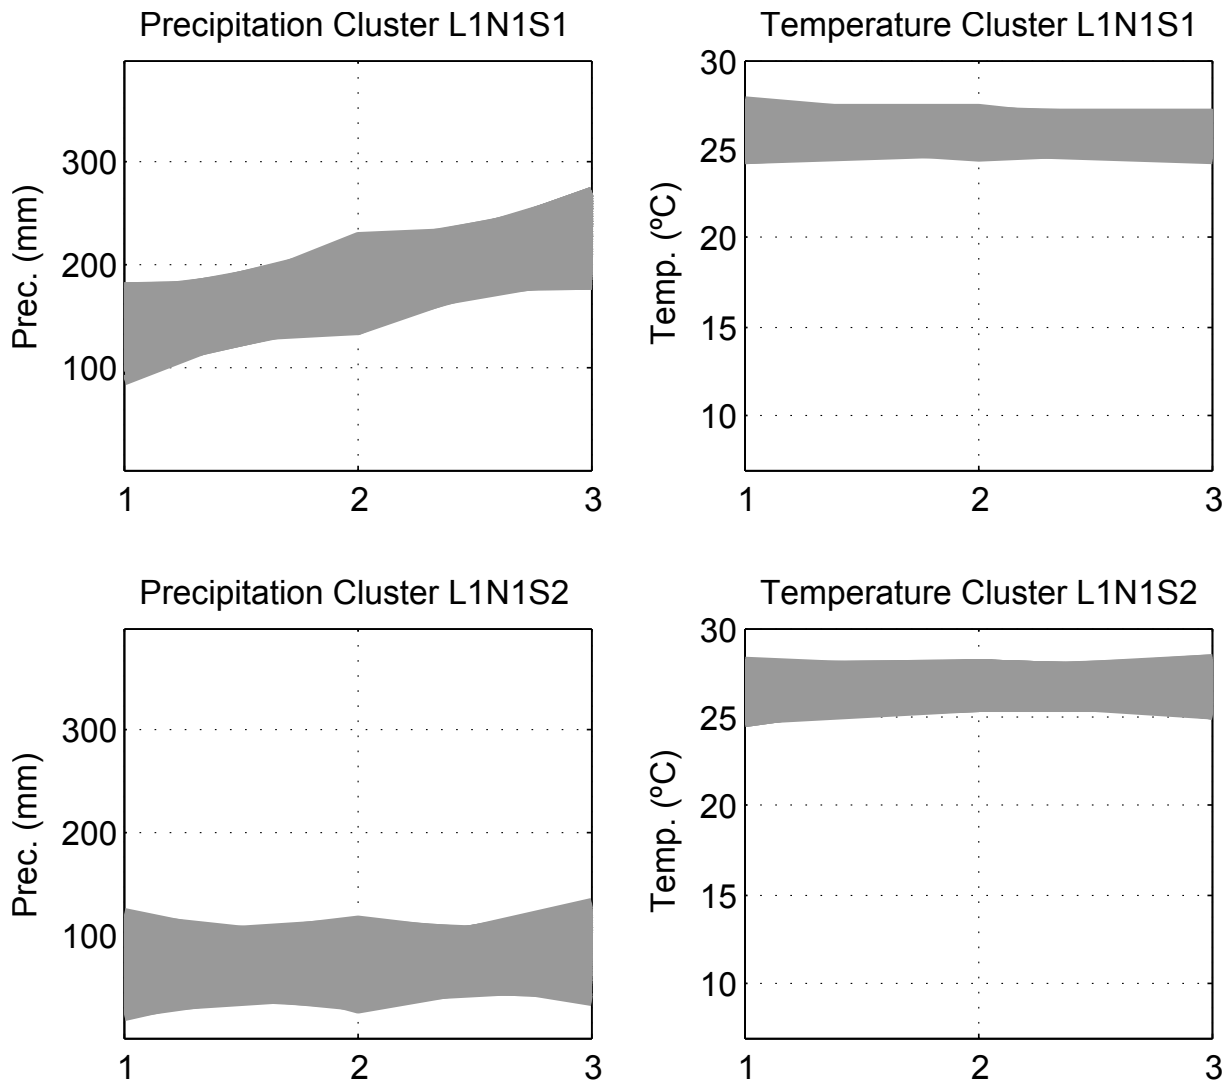 Precipitation Cluster L1N1S1
Prec. (mm)
300
200
100
1 2 3
Temperature Cluster L1N1S1
Temp. (ºC)
30
25
20
15
10
1 2 3
Precipitation Cluster L1N1S2
Prec. (mm)
300
200
100
1 2 3
Temperature Cluster L1N1S2
Temp. (ºC)
30
25
20
15
10
1 2 3